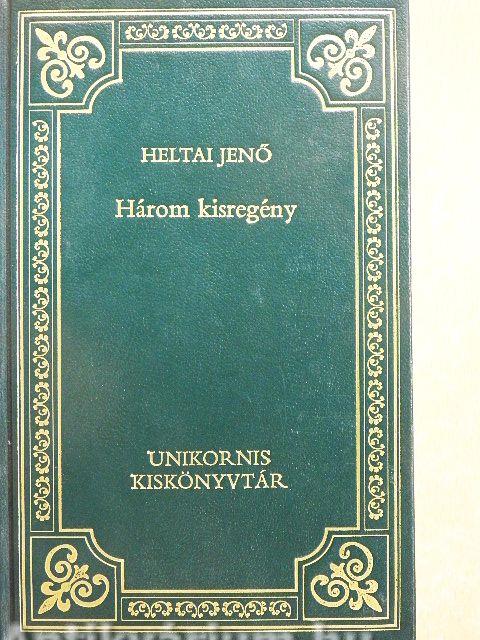 HELTAI JENŐ
Három kisregény
UNIKORNIS
KISKÖNYVTÁR